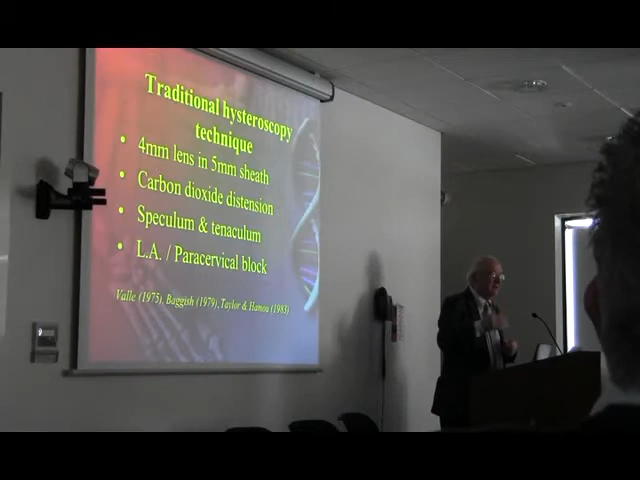 Traditional hysteroscopy
technique
• 4mm lens in 5mm sheath
• Carbon dioxide distension
• Speculum & tenaculum
• L.A. / Paracervical block
Valle (1975), Baggish (1979), Taylor & Hamou (1983)